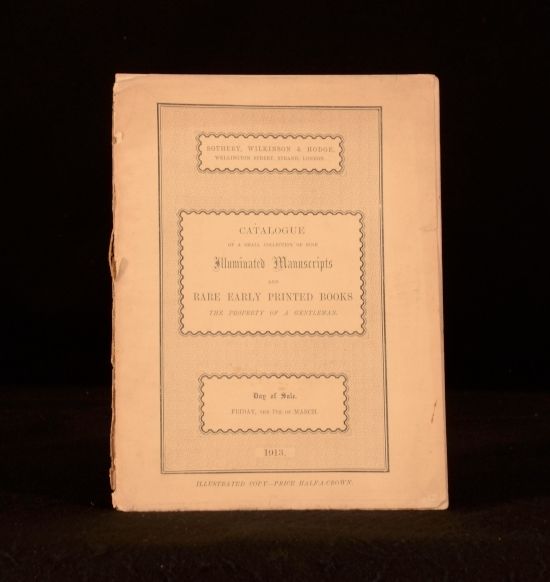 SOTHEBY, WILKINSON & HODGE,
WELLINGTON STREET, STRAND, LONDON.
CATALOGUE
OF A SMALL COLLECTION OF FINE
Illuminated Manuscripts
AND
RARE EARLY PRINTED BOOKS
THE PROPERTY OF A GENTLEMAN.
Day of Sale.
FRIDAY, THE 7TH OF MARCH.
1913.
ILLUSTRATED COPY—PRICE HALF-A-CROWN.